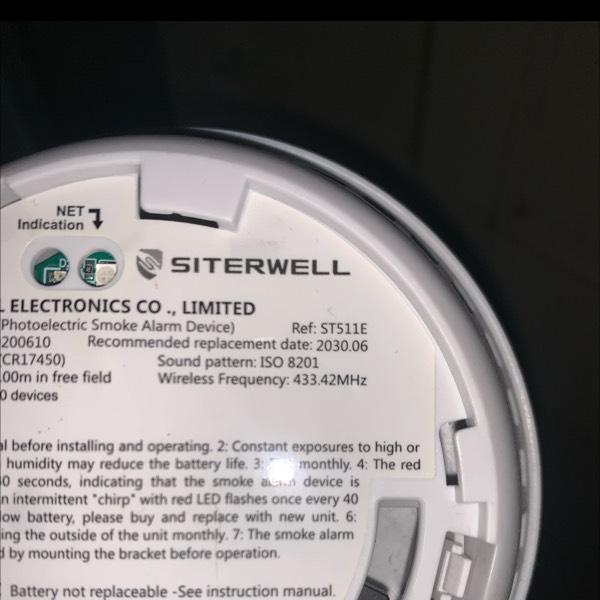 NET
Indication
SITERWELL
L ELECTRONICS CO ., LIMITED
(Photoelectric Smoke Alarm Device) Ref: ST511E
200610 Recommended replacement date: 2030.06
(CR17450) Sound pattern: ISO 8201
.00m in free field Wireless Frequency: 433.42MHz
0 devices
al before installing and operating. 2: Constant exposures to high or
humidity may reduce the battery life. 3: monthly. 4: The red
0 seconds, indicating that the smoke alarm device is
n intermittent "chirp" with red LED flashes once every 40
ow battery, please buy and replace with new unit. 6:
ing the outside of the unit monthly. 7: The smoke alarm
d by mounting the bracket before operation.
Battery not replaceable -See instruction manual.